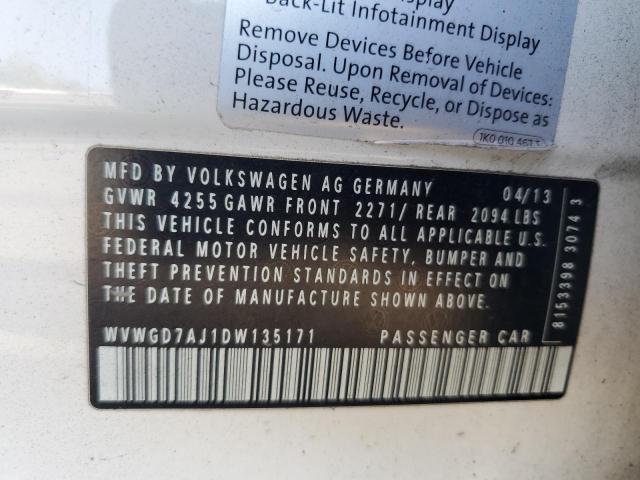 Display
Back-Lit Infotainment Display
Remove Devices Before Vehicle
Disposal. Upon Removal of Devices:
Please Reuse, Recycle, or Dispose as
Hazardous Waste.
1K0 010
MFD BY VOLKSWAGEN AG GERMANY 04/13
GVWR 4255 GAWR FRONT 2271/ REAR 2094 LBS
THIS VEHICLE CONFORMS TO ALL APPLICABLE U.S.
FEDERAL MOTOR VEHICLE SAFETY, BUMPER AND
THEFT PREVENTION STANDARDS IN EFFECT ON
THE DATE OF MANUFACTURE SHOWN ABOVE.
WVWGD7AJ1DW135171 PASSENGER CAR
8153398 3074 3